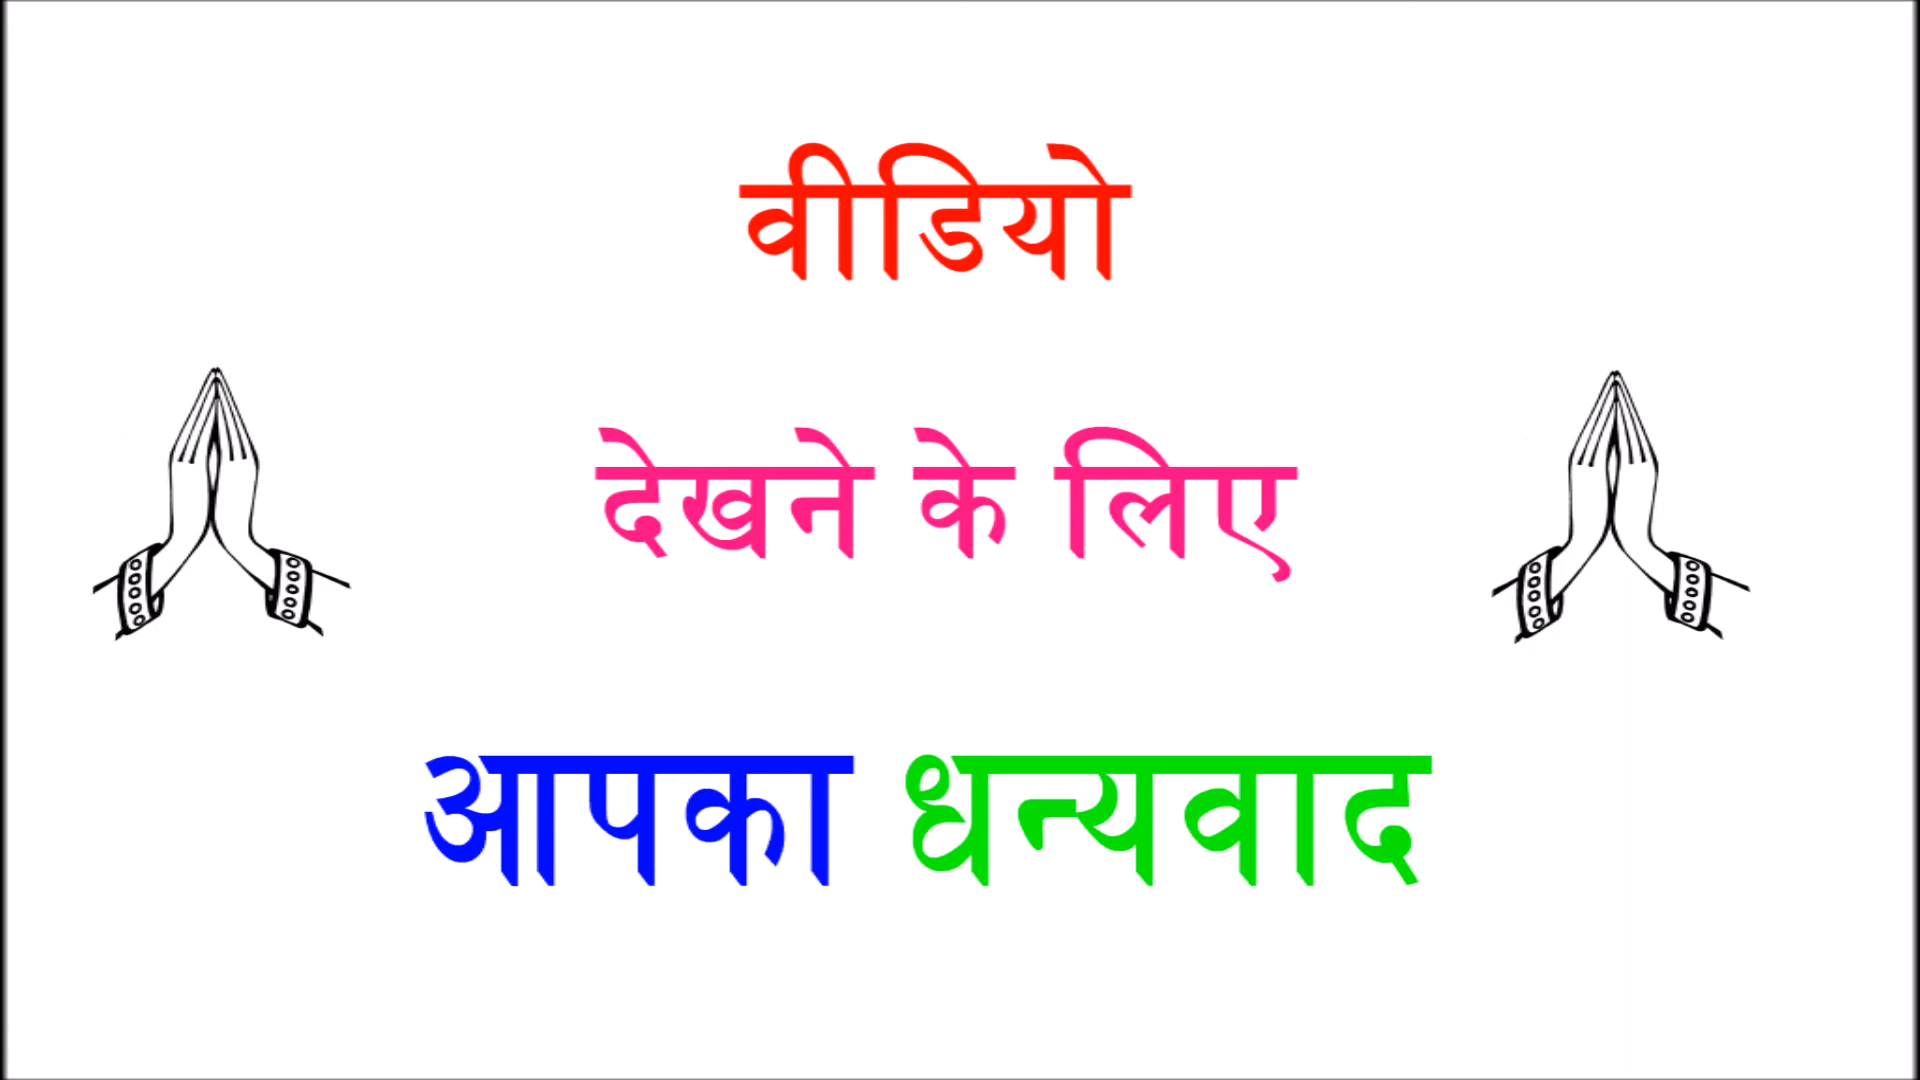 वीडियो
देखने के लिए
आपका धन्यवाद